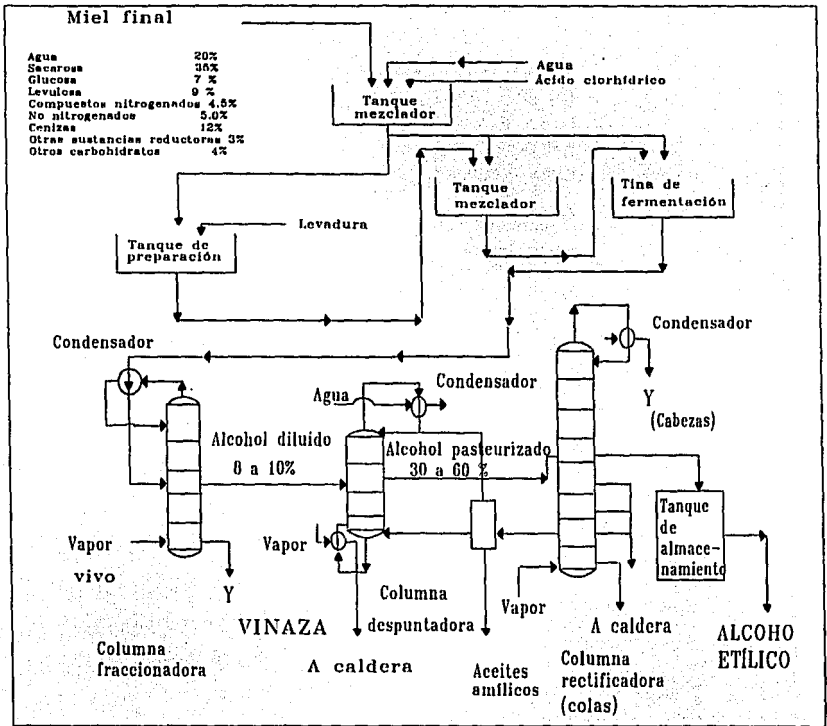 Miel final
Agua 20%
Sacarosa 35%
Glucosa 7 %
Levulosa 9 %
Compuestos nitrogenados 4.5%
No nitrogenados 5.0%
Cenizas 12%
Otras sustancias reductoras 3%
Otros carbohidratos 4%
Agua
Acido clorhídrico
Tanque
mezclador
Tanque
mezclador
Tina de
fermentación
Levadura
Tanque de
preparación
Condensador
Condensador
Agua
Condensador
Y
(Cabezas)
Alcohol diluido
8 a 10%
Alcohol pasteurizado
30 a 60 %
Tanque
de
almace-
namiento
Vapor
vivo
Vapor
Y
Columna
despuntadora
Vapor
VINAZA
A caldera
ALCOHO
ETÍLICO
Columna
fraccionadora
A caldera
Aceites
amílicos
Columna
rectificadora
(colas)